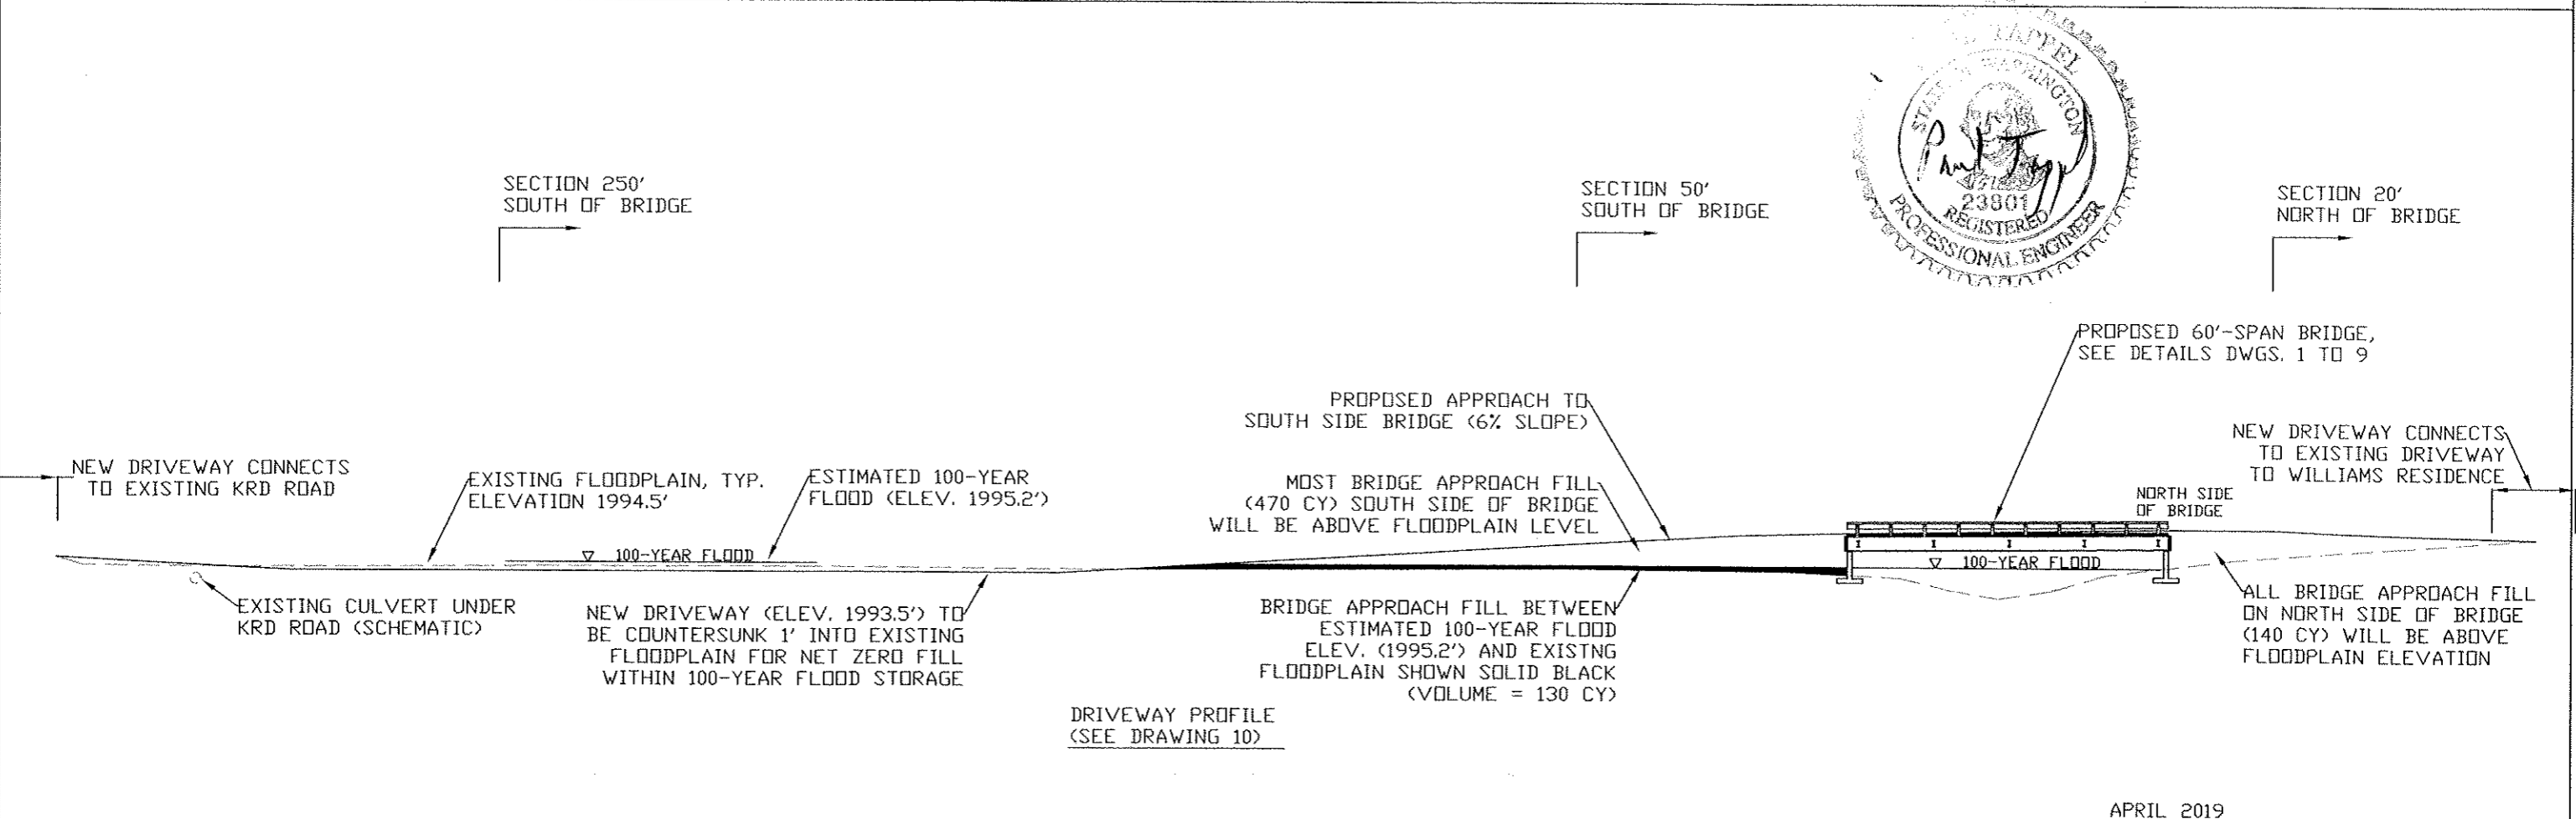 SECTION 250'
SOUTH OF BRIDGE
SECTION 50'
SOUTH OF BRIDGE
TAPPEL
STATE OF WASHINGTON
23801
REGISTERED
PROFESSIONAL ENGINEER
SECTION 20'
NORTH OF BRIDGE
PROPOSED 60'-SPAN BRIDGE,
SEE DETAILS DWGS. 1 TO 9
PROPOSED APPROACH TO
SOUTH SIDE BRIDGE (6% SLOPE)
NEW DRIVEWAY CONNECTS
TO EXISTING DRIVEWAY
TO WILLIAMS RESIDENCE
NEW DRIVEWAY CONNECTS
TO EXISTING KRD ROAD
EXISTING FLOODPLAIN, TYP.
ELEVATION 1994.5'
ESTIMATED 100-YEAR
FLOOD (ELEV. 1995.2')
MOST BRIDGE APPROACH FILL
(470 CY) SOUTH SIDE OF BRIDGE
WILL BE ABOVE FLOODPLAIN LEVEL
NORTH SIDE
OF BRIDGE
100-YEAR FLOOD
100-YEAR FLOOD
EXISTING CULVERT UNDER
KRD ROAD (SCHEMATIC)
NEW DRIVEWAY (ELEV. 1993.5') TO
BE COUNTERSUNK 1' INTO EXISTING
FLOODPLAIN FOR NET ZERO FILL
WITHIN 100-YEAR FLOOD STORAGE
BRIDGE APPROACH FILL BETWEEN
ESTIMATED 100-YEAR FLOOD
ELEV. (1995.2') AND EXISTNG
FLOODPLAIN SHOWN SOLID BLACK
(VOLUME = 130 CY)
ALL BRIDGE APPROACH FILL
ON NORTH SIDE OF BRIDGE
(140 CY) WILL BE ABOVE
FLOODPLAIN ELEVATION
DRIVEWAY PROFILE
(SEE DRAWING 10)
APRIL 2019